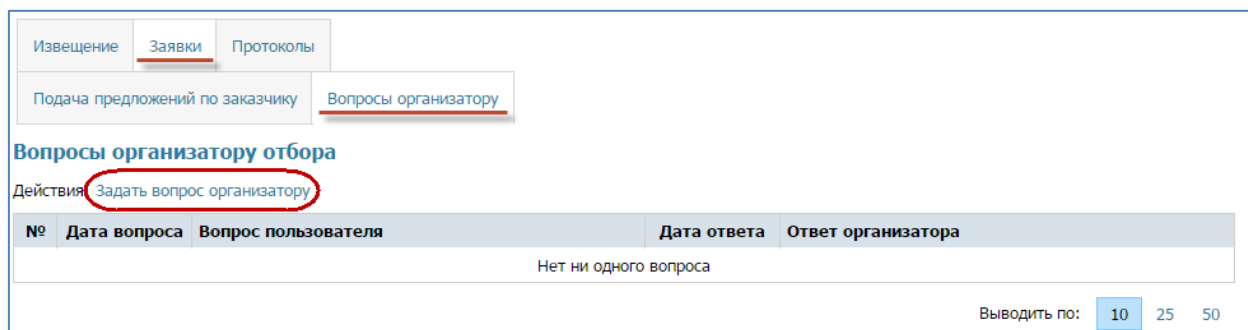 Извещение Заявки Протоколы
Подача предложений по заказчику Вопросы организатору
Вопросы организатору отбора
Действия Задать вопрос организатору
№ Дата вопроса Вопрос пользователя Дата ответа Ответ организатора
Нет ни одного вопроса
Выводить по: 10 25 50